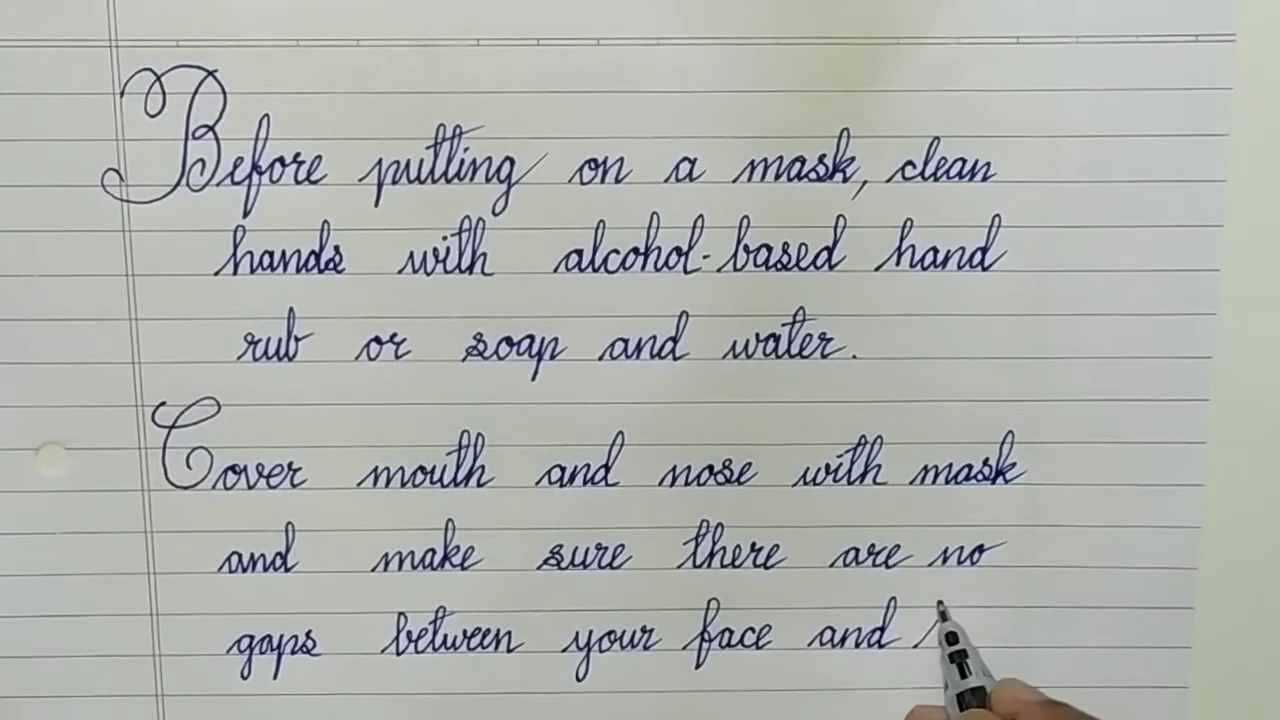 Before putting on a mask, clean
hands with alcohol-based hand
rub or soap and water.
Cover mouth and nose with mask
and make sure there are no
gaps between your face and